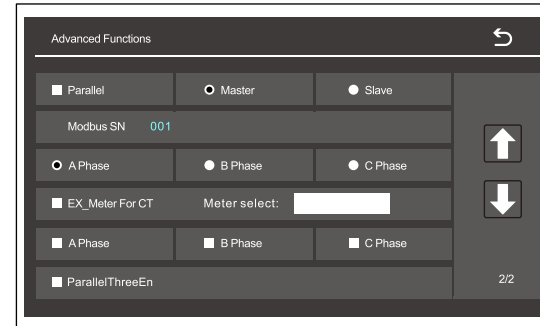 Advanced Functions
Parallel Master Slave
Modbus SN 001
A Phase B Phase C Phase
EX_Meter For CT Meter select:
A Phase B Phase C Phase
ParallelThreeEn
2/2